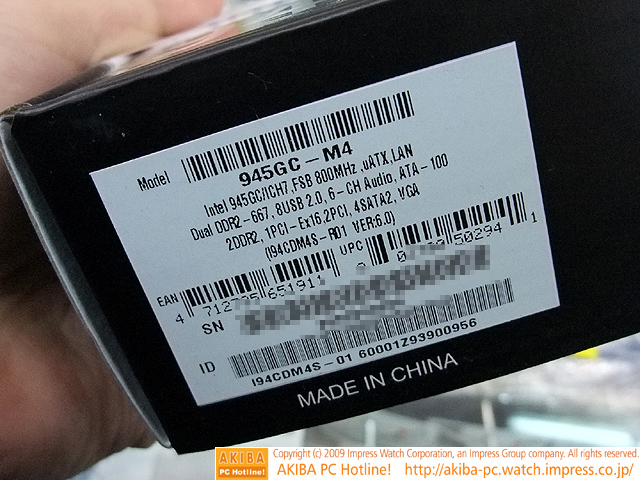 Model
945GC-M4
Intel 945GC/ICH7,FSB 800MHz ,uATX,LAN
Dual DDR2-667, 8USB 2.0, 6-CH Audio, ATA-100
2DDR2, 1PCI-Ex16,2PCI, 4SATA2, VGA
(I94CDM4S-R01 VER:6.0)
EAN
UPC
50294 1
651911
SN
ID
I94CDM4S-01 60001Z93900956
MADE IN CHINA
AKIBA
PC Hotline!
Copyright (c) 2009 Impress Watch Corporation, an Impress Group company. All rights reserved.
AKIBA PC Hotline! http://akiba-pc.watch.impress.co.jp/